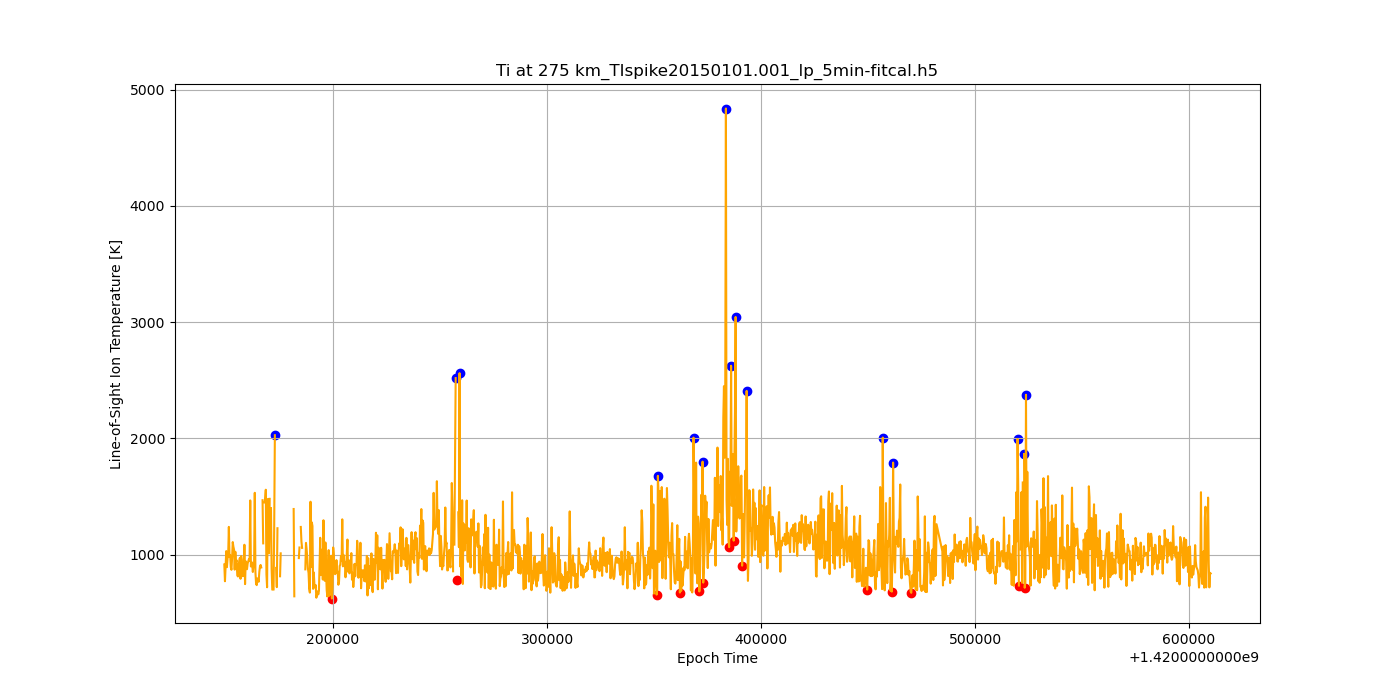 Ti at 275 km_TIspike20150101.001_lp_5min-fitcal.h5
Line-of-Sight Ion Temperature [K]
5000
4000
3000
2000
1000
200000
300000
400000
500000
600000
Epoch Time
+1.4200000000e9